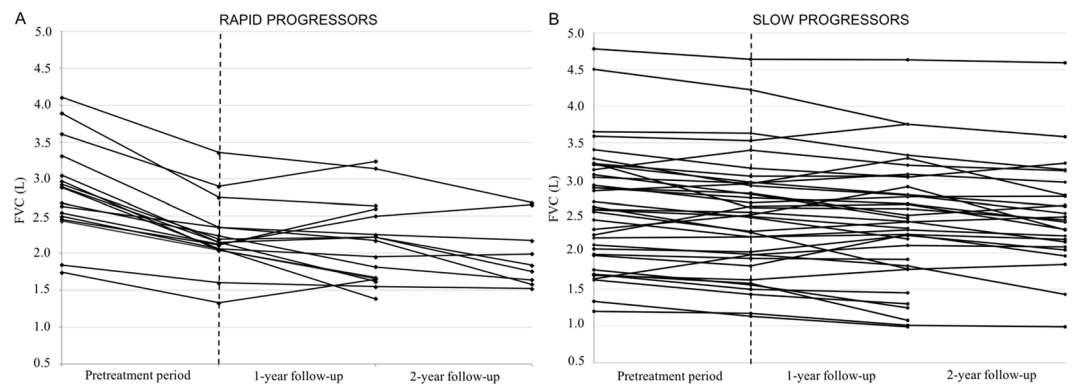 A
RAPID PROGRESSORS
FVC (L)
5.0
4.5
4.0
3.5
3.0
2.5
2.0
1.5
1.0
0.5
Pretreatment period 1-year follow-up 2-year follow-up
B
SLOW PROGRESSORS
FVC (L)
5.0
4.5
4.0
3.5
3.0
2.5
2.0
1.5
1.0
0.5
Pretreatment period 1-year follow-up 2-year follow-up